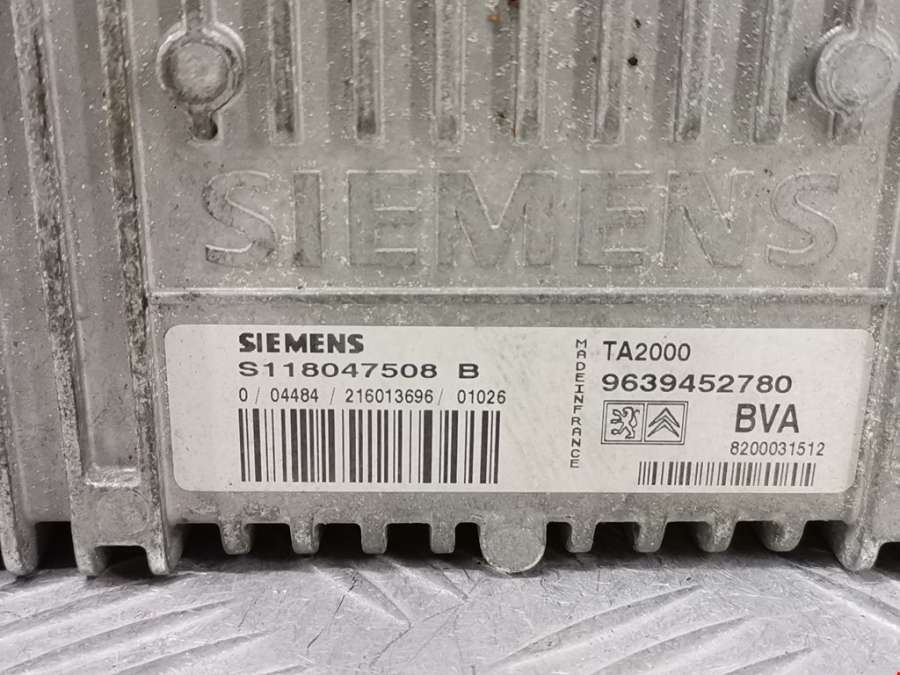 SIEMENS
SIEMENS
S118047508 B
0 / 04484 / 216013696 / 01026
MADEINFRANCE
TA2000
9639452780
BVA
8200031512